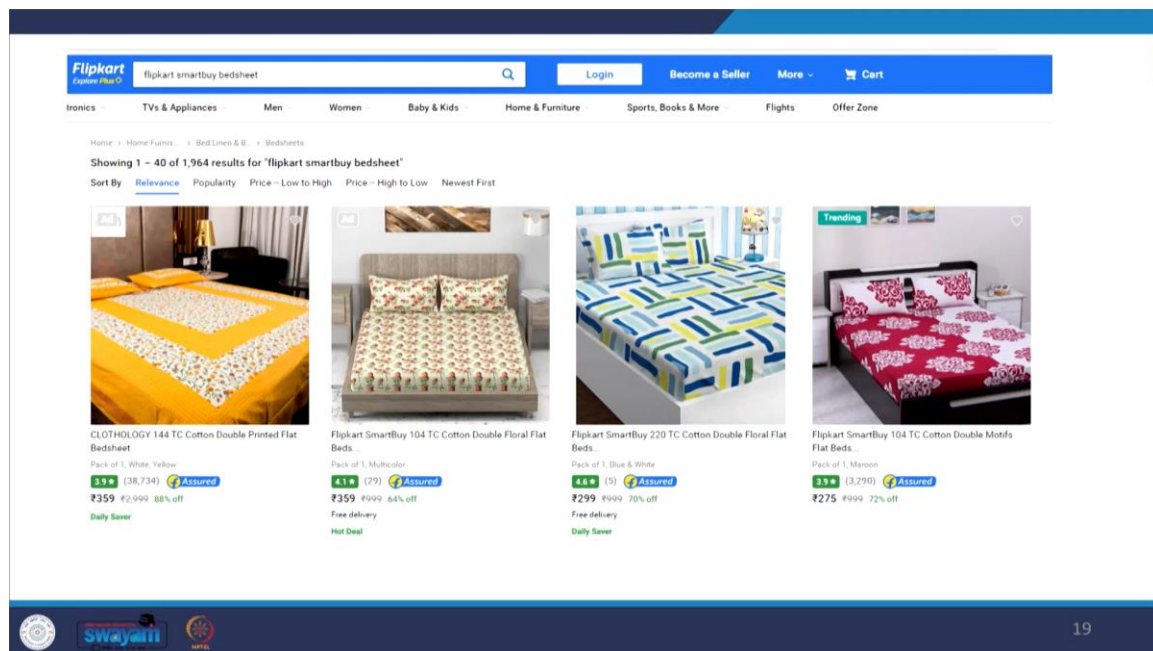 Flipkart
Explore Plus
flipkart smartbuy bedsheet
Login
Become a Seller
More
Cart
tronics
TVs & Appliances
Men
Women
Baby & Kids
Home & Furniture
Sports, Books & More
Flights
Offer Zone
Home > Home Furnis... > Bed Linen & B... > Bedsheets
Showing 1 – 40 of 1,964 results for "flipkart smartbuy bedsheet"
Sort By Relevance Popularity Price -- Low to High Price -- High to Low Newest First
Ad
CLOTHOLOGY 144 TC Cotton Double Printed Flat
Bedsheet
Pack of 1, White, Yellow
3.9★ (38,734) Assured
₹359 ₹2,999 88% off
Daily Saver
Ad
Flipkart SmartBuy 104 TC Cotton Double Floral Flat
Beds...
Pack of 1, Multicolor
4.1★ (29) Assured
₹359 ₹999 64% off
Free delivery
Hot Deal
Flipkart SmartBuy 220 TC Cotton Double Floral Flat
Beds...
Pack of 1, Blue & White
4.6★ (5) Assured
₹299 ₹999 70% off
Free delivery
Daily Saver
Trending
Flipkart SmartBuy 104 TC Cotton Double Motifs
Flat Beds...
Pack of 1, Maroon
3.9★ (3,290) Assured
₹275 ₹999 72% off
swayam
NPTEL
19